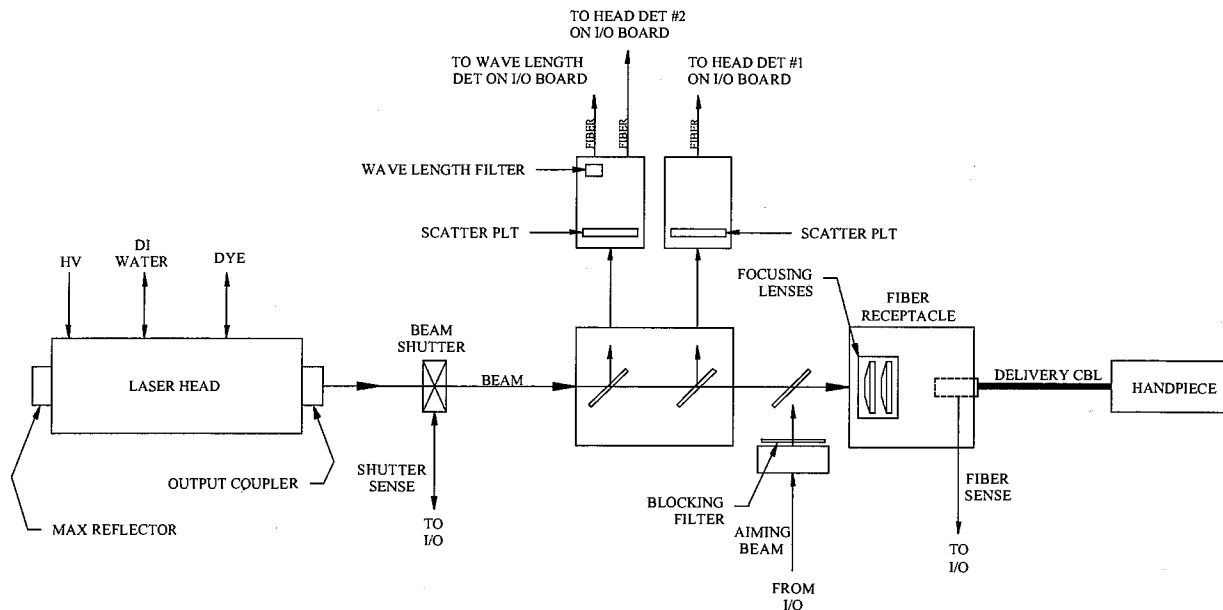 TO HEAD DET #2
ON I/O BOARD
TO WAVE LENGTH
DET ON I/O BOARD
TO HEAD DET #1
ON I/O BOARD
FIBER
FIBER
FIBER
WAVE LENGTH FILTER
SCATTER PLT
SCATTER PLT
HV
DI
WATER
DYE
FOCUSING
LENSES
FIBER
RECEPTACLE
BEAM
SHUTTER
LASER HEAD
BEAM
DELIVERY CBL
HANDPIECE
OUTPUT COUPLER
SHUTTER
SENSE
MAX REFLECTOR
TO
I/O
BLOCKING
FILTER
AIMING
BEAM
FROM
I/O
FIBER
SENSE
TO
I/O